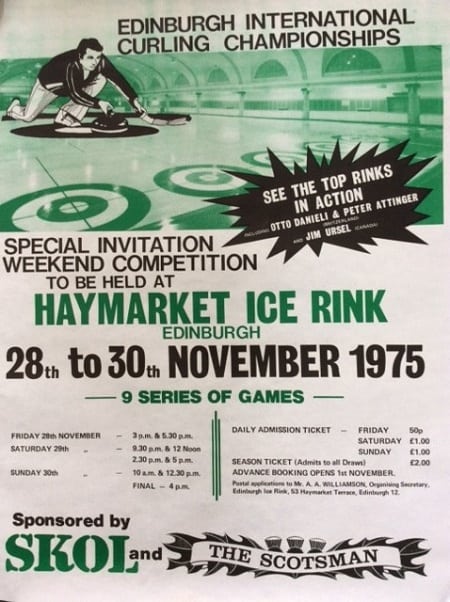 EDINBURGH INTERNATIONAL
CURLING CHAMPIONSHIPS
SEE THE TOP RINKS
IN ACTION
INCLUDING OTTO DANIELI & PETER ATTINGER
(SWITZERLAND)
AND JIM URSEL (CANADA)
SPECIAL INVITATION
WEEKEND COMPETITION
TO BE HELD AT
HAYMARKET ICE RINK
EDINBURGH
28th to 30th NOVEMBER 1975
— 9 SERIES OF GAMES —
FRIDAY 28th NOVEMBER – 3 p.m. & 5.30 p.m.
SATURDAY 29th " – 9.30 p.m. & 12 Noon
2.30 p.m. & 5 p.m.
SUNDAY 30th " – 10 a.m. & 12.30 p.m.
FINAL – 4 p.m.
DAILY ADMISSION TICKET – FRIDAY 50p
SATURDAY £1.00
SUNDAY £1.00
SEASON TICKET (Admits to all Draws) £2.00
ADVANCE BOOKING OPENS 1st NOVEMBER.
Postal applications to Mr. A. A. WILLIAMSON, Organising Secretary,
Edinburgh Ice Rink, 53 Haymarket Terrace, Edinburgh 12.
Sponsored by
SKOL and THE SCOTSMAN